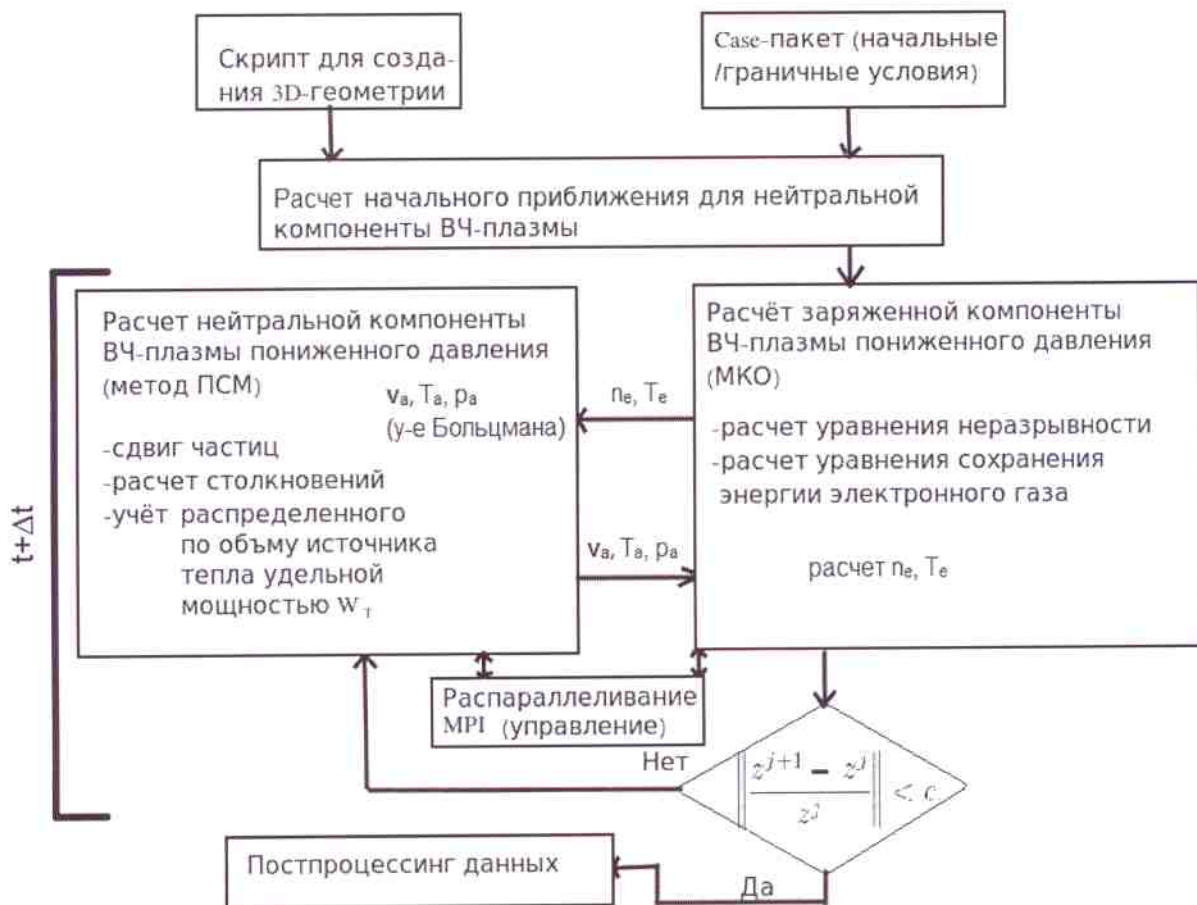 Скрипт для созда-
ния 3D-геометрии
Case-пакет (начальные
/граничные условия)
Расчет начального приближения для нейтральной
компоненты ВЧ-плазмы
t+Δt
Расчет нейтральной компоненты
ВЧ-плазмы пониженного давления
(метод ПСМ)
vₐ, Tₐ, pₐ
(у-е Больцмана)
-сдвиг частиц
-расчет столкновений
-учёт распределенного
по объму источника
тепла удельной
мощностью W_T
nₑ, Tₑ
vₐ, Tₐ, pₐ
Расчёт заряженной компоненты
ВЧ-плазмы пониженного давления
(МКО)
-расчет уравнения неразрывности
-расчет уравнения сохранения
энергии электронного газа
расчет nₑ, Tₑ
Распараллеливание
MPI (управление)
Нет
‖(z^{j+1} − z^j) / z^j‖ < c
Да
Постпроцессинг данных